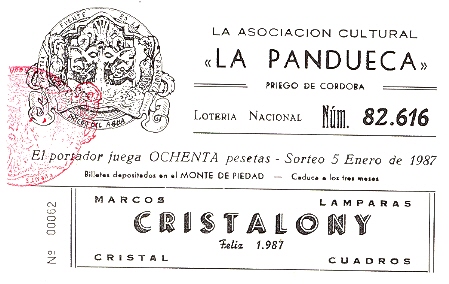 LA ASOCIACION CULTURAL
«LA PANDUECA»
PRIEGO DE CORDOBA
LOTERIA NACIONAL Núm. 82.616
El portador juega OCHENTA pesetas - Sorteo 5 Enero de 1987
Billetes depositados en el MONTE DE PIEDAD - Caduca a los tres meses
Nº 00062
MARCOS LAMPARAS
CRISTALONY
Feliz 1.987
CRISTAL CUADROS